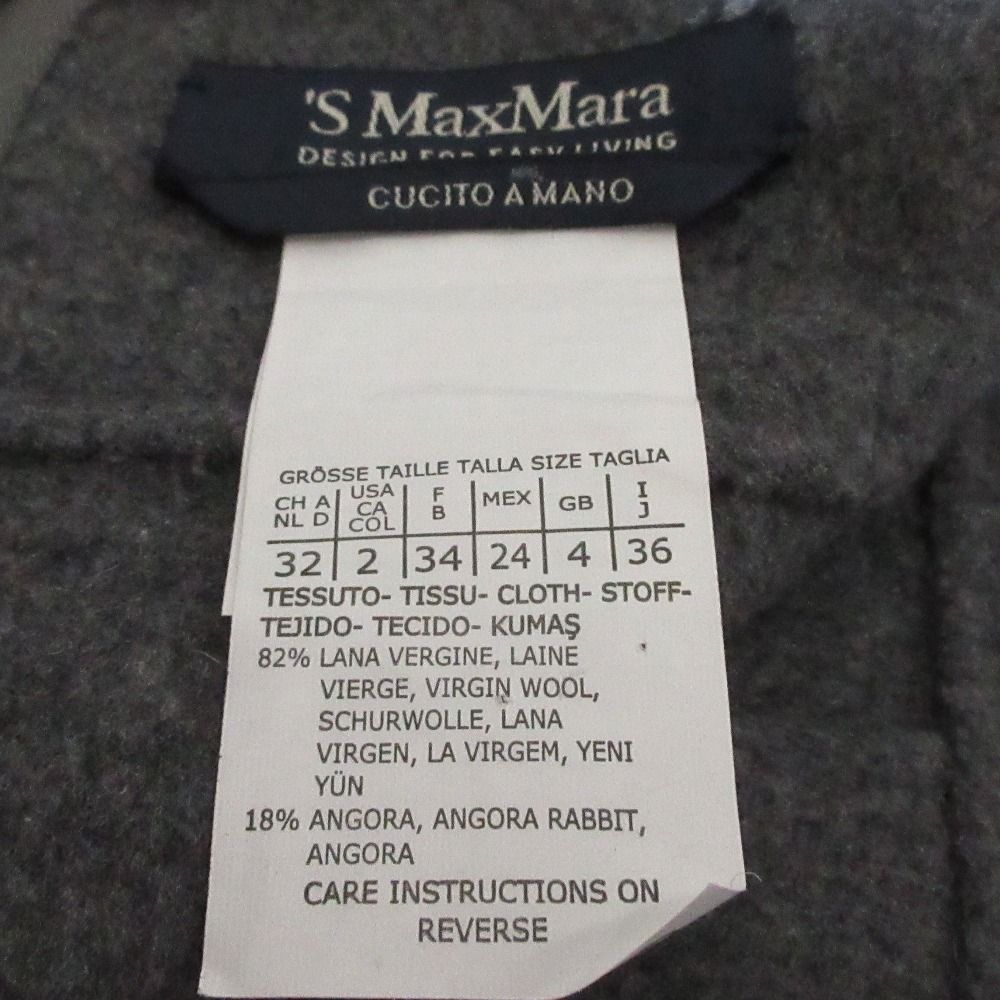 'S MaxMara
DESIGN FOR EASY LIVING
CUCITO A MANO
GRÖSSE TAILLE TALLA SIZE TAGLIA
CH A NL D | USA CA COL | F B | MEX | GB | I J
32 | 2 | 34 | 24 | 4 | 36
TESSUTO- TISSU- CLOTH- STOFF-
TEJIDO- TECIDO- KUMAŞ
82% LANA VERGINE, LAINE
VIERGE, VIRGIN WOOL,
SCHURWOLLE, LANA
VIRGEN, LA VIRGEM, YENI
YÜN
18% ANGORA, ANGORA RABBIT,
ANGORA
CARE INSTRUCTIONS ON
REVERSE